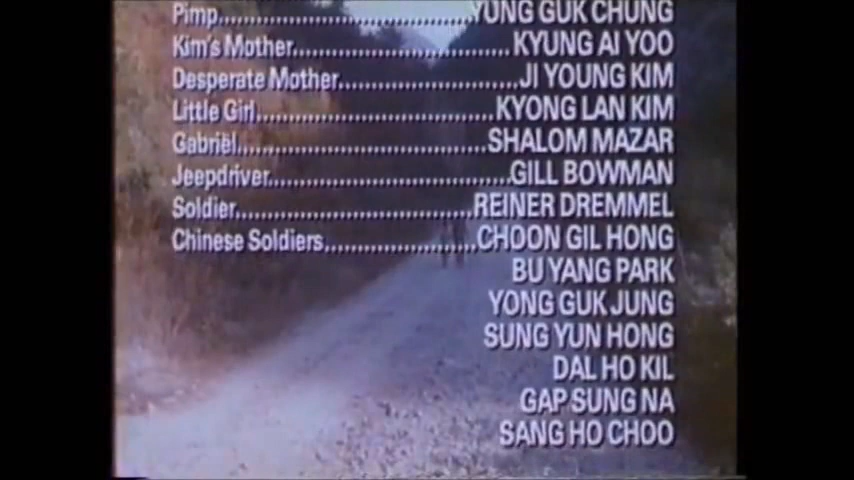 Pimp..............................YONG GUK CHUNG
Kim's Mother..............................KYUNG AI YOO
Desperate Mother.........................JI YOUNG KIM
Little Girl.................................KYONG LAN KIM
Gabriel...................................SHALOM MAZAR
Jeepdriver..................................GILL BOWMAN
Soldier.................................REINER DREMMEL
Chinese Soldiers.....................CHOON GIL HONG
BU YANG PARK
YONG GUK JUNG
SUNG YUN HONG
DAL HO KIL
GAP SUNG NA
SANG HO CHOO